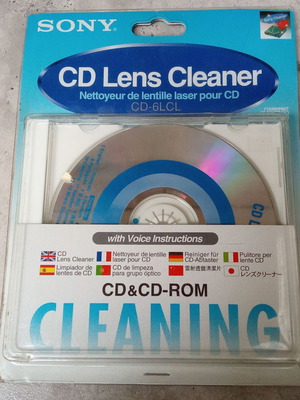 SONY
CD Lens Cleaner
Nettoyeur de lentille laser pour CD
CD-6LCL
with Voice Instructions
CD Lens Cleaner
Nettoyeur de lentille laser pour CD
Reiniger für CD-Abtaster
Pulitore per lente CD
Limpiador de lentes de CD
CD de limpeza para grupo óptico
CD レンズクリーナー
CD&CD-ROM
CLEANING